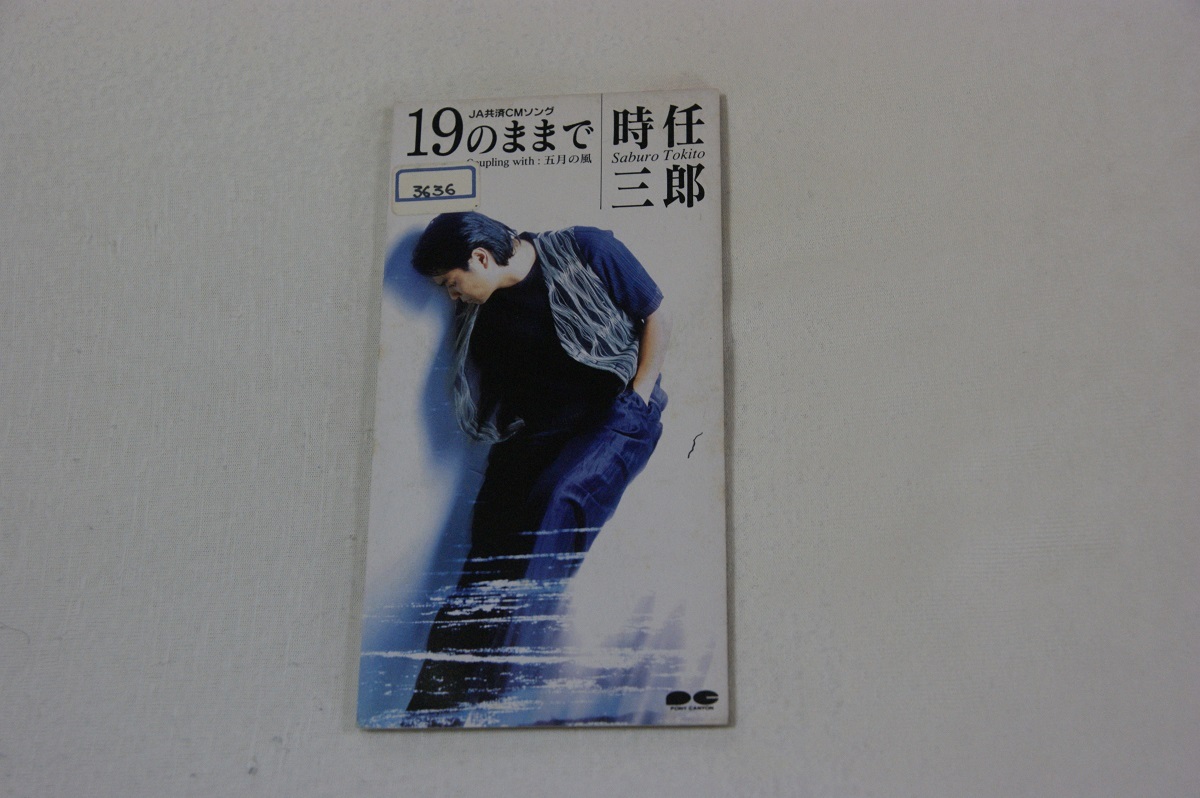 JA共済CMソング
19のままで
Coupling with : 五月の風
時任
Saburo Tokito
三郎
3636
PONY CANYON